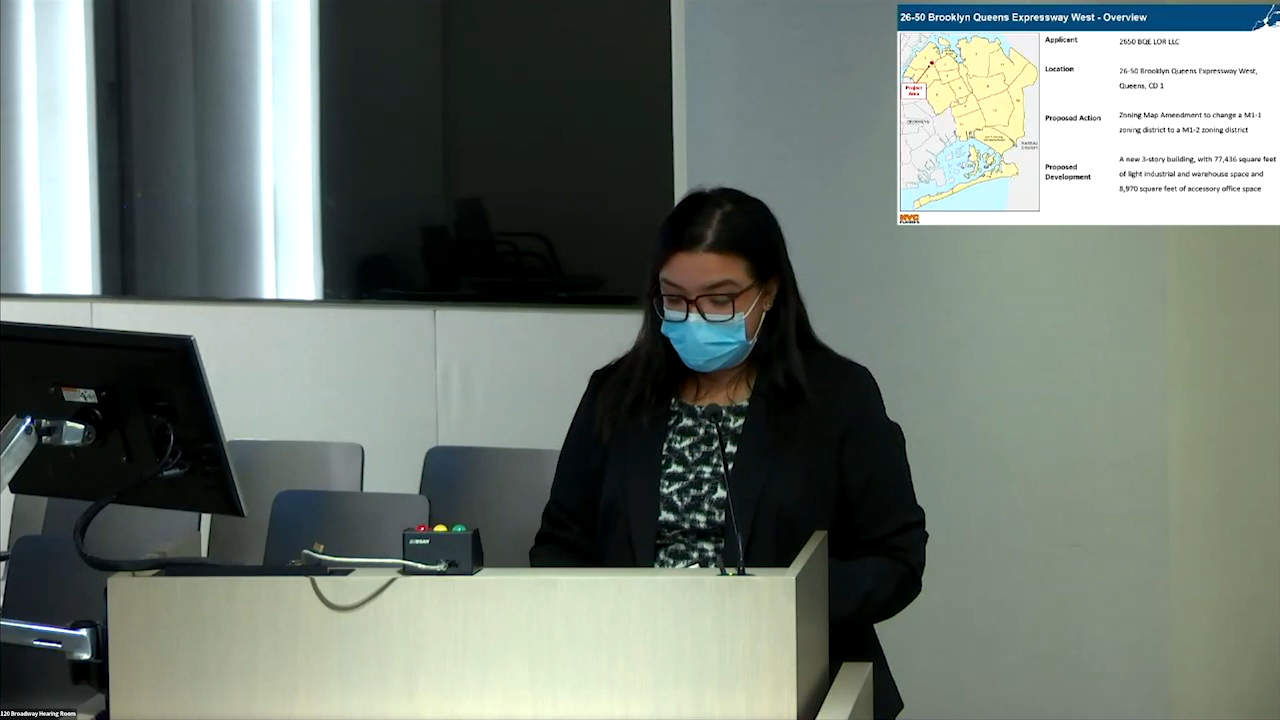 26-50 Brooklyn Queens Expressway West - Overview
Project
Area
Applicant
2650 BQE LOR LLC
Location
26-50 Brooklyn Queens Expressway West,
Queens, CD 1
Proposed Action
Zoning Map Amendment to change a M1-1
zoning district to a M1-2 zoning district
Proposed
Development
A new 3-story building, with 77,436 square feet
of light industrial and warehouse space and
8,970 square feet of accessory office space
NYC
120 Broadway Hearing Room